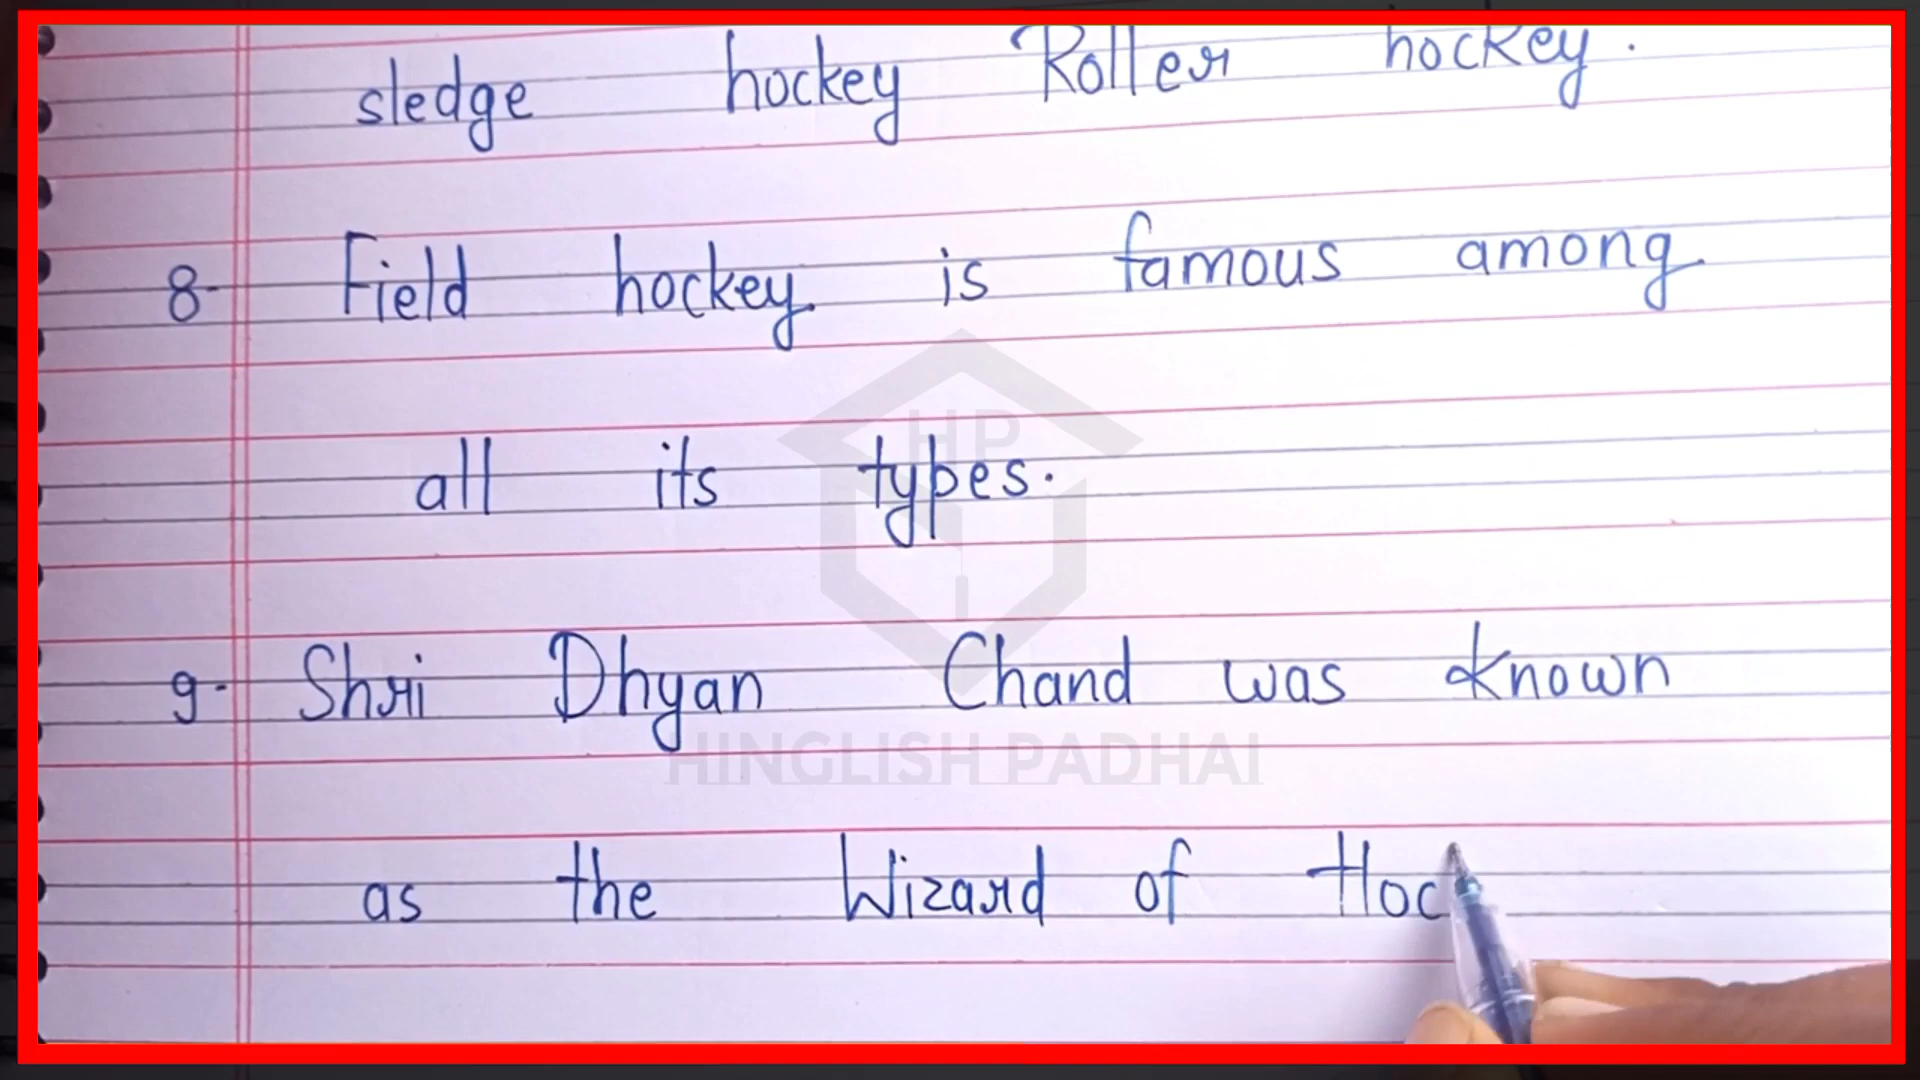 sledge hockey Roller hockey.
8- Field hockey is famous among
HP
all its types.
9- Shri Dhyan Chand was known
HINGLISH PADHAI
as the Wizard of Hoc